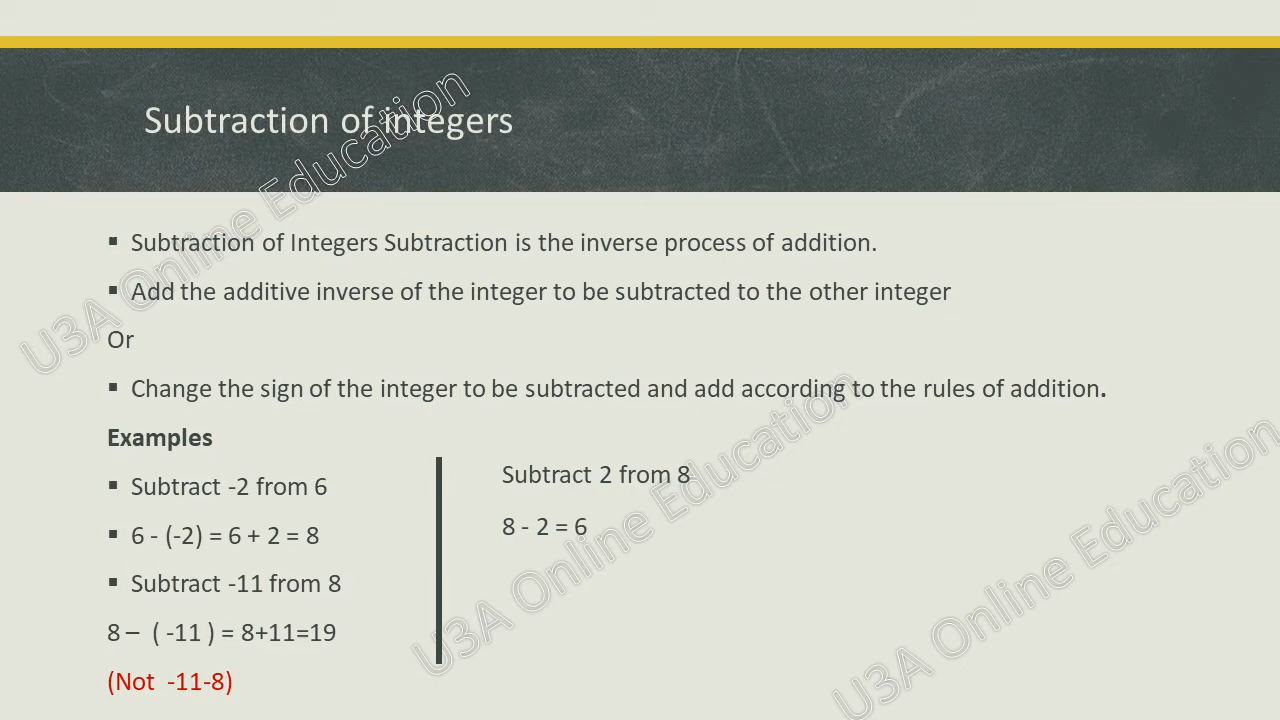 Subtraction of integers
▪ Subtraction of Integers Subtraction is the inverse process of addition.
▪ Add the additive inverse of the integer to be subtracted to the other integer
Or
▪ Change the sign of the integer to be subtracted and add according to the rules of addition.
Examples
▪ Subtract -2 from 6
▪ 6 - (-2) = 6 + 2 = 8
▪ Subtract -11 from 8
8 – ( -11 ) = 8+11=19
(Not -11-8)
Subtract 2 from 8
8 - 2 = 6
U3A Online Education
U3A Online Education
U3A Online Education